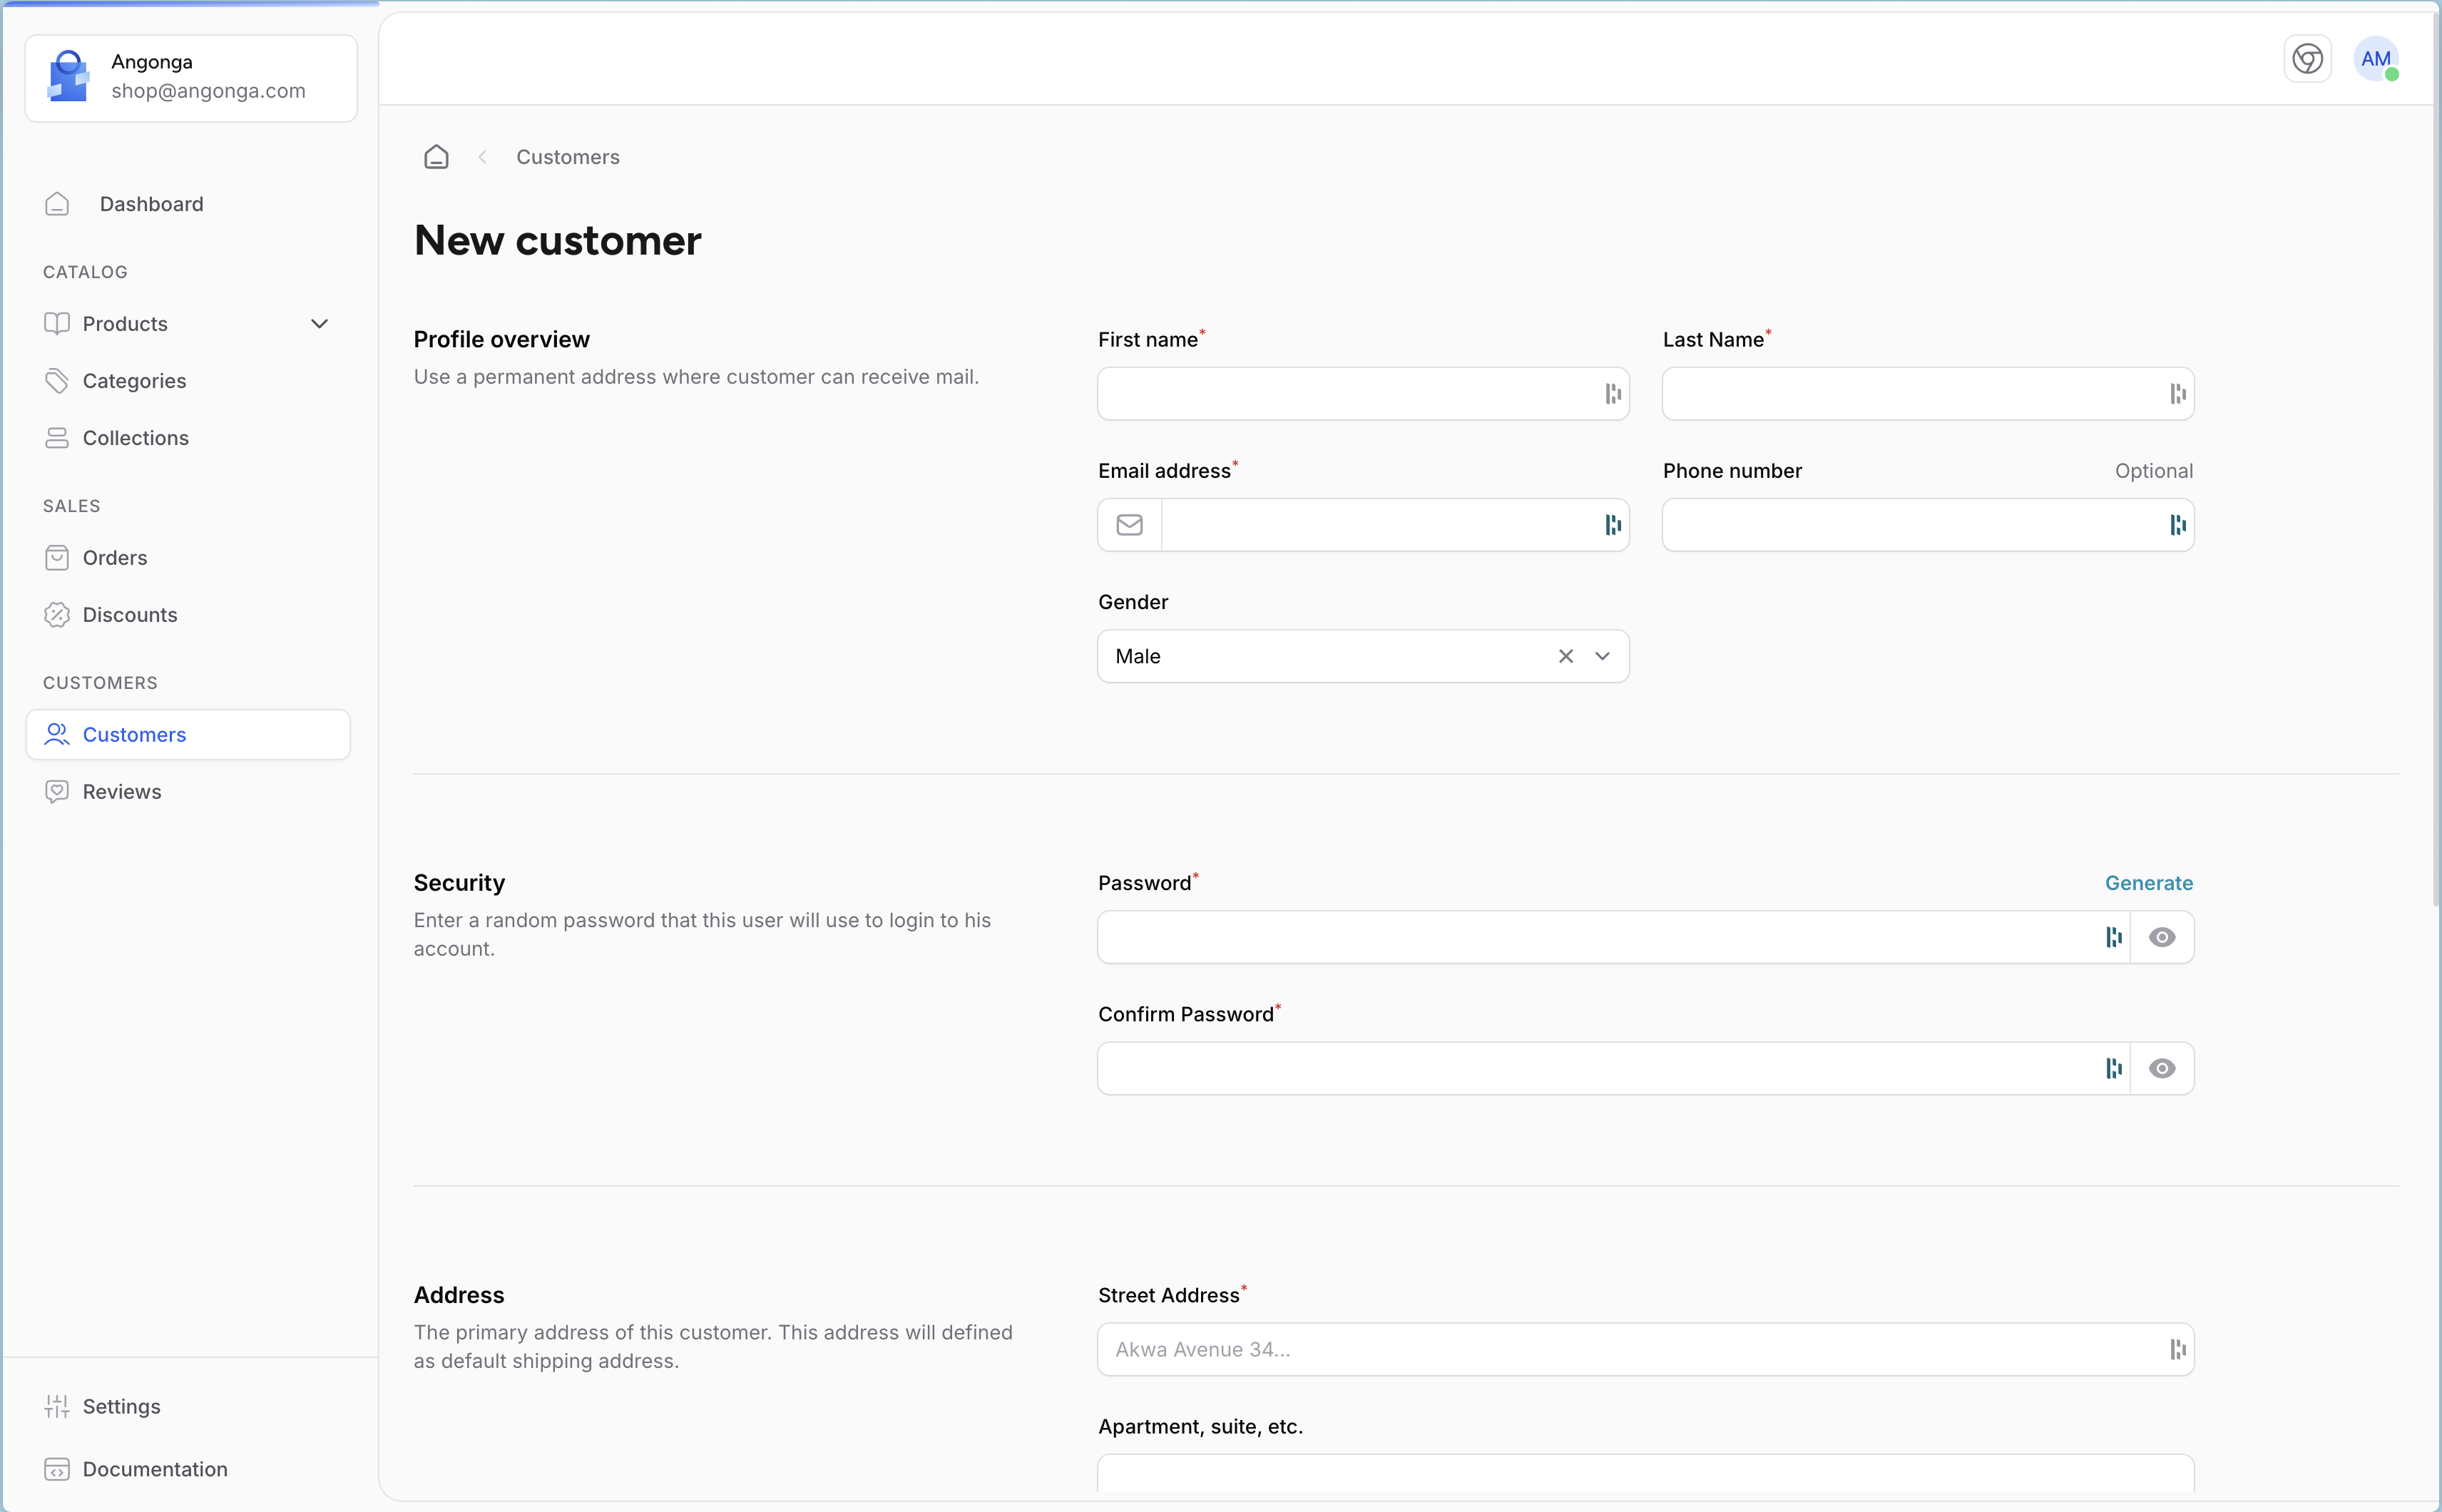 Angonga
shop@angonga.com
Dashboard
CATALOG
Products
Categories
Collections
SALES
Orders
Discounts
CUSTOMERS
Customers
Reviews
Settings
Documentation
AM
Customers
New customer
Profile overview
Use a permanent address where customer can receive mail.
First name*
Last Name*
Email address*
Phone number
Optional
Gender
Male
Security
Enter a random password that this user will use to login to his
account.
Password*
Generate
Confirm Password*
Address
The primary address of this customer. This address will defined
as default shipping address.
Street Address*
Akwa Avenue 34...
Apartment, suite, etc.